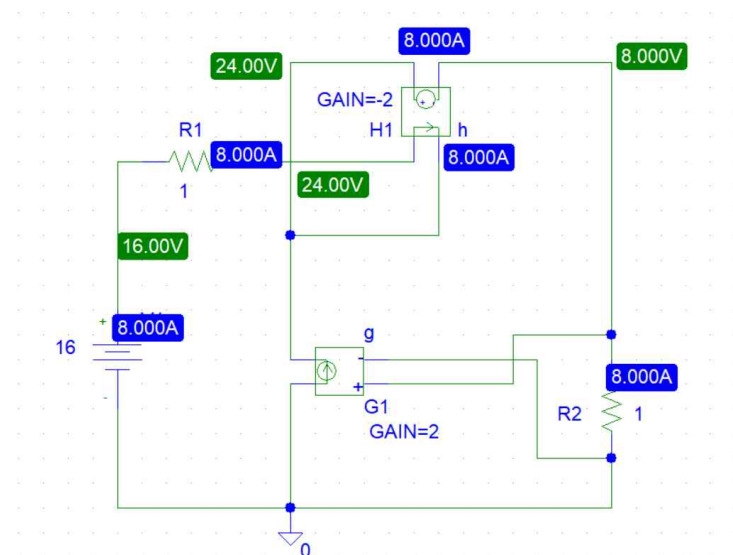 8.000A
24.00V
8.000V
GAIN=-2
R1
H1
h
8.000A
8.000A
1
24.00V
16.00V
+
8.000A
16
g
-
+
G1
GAIN=2
8.000A
R2
1
-
0